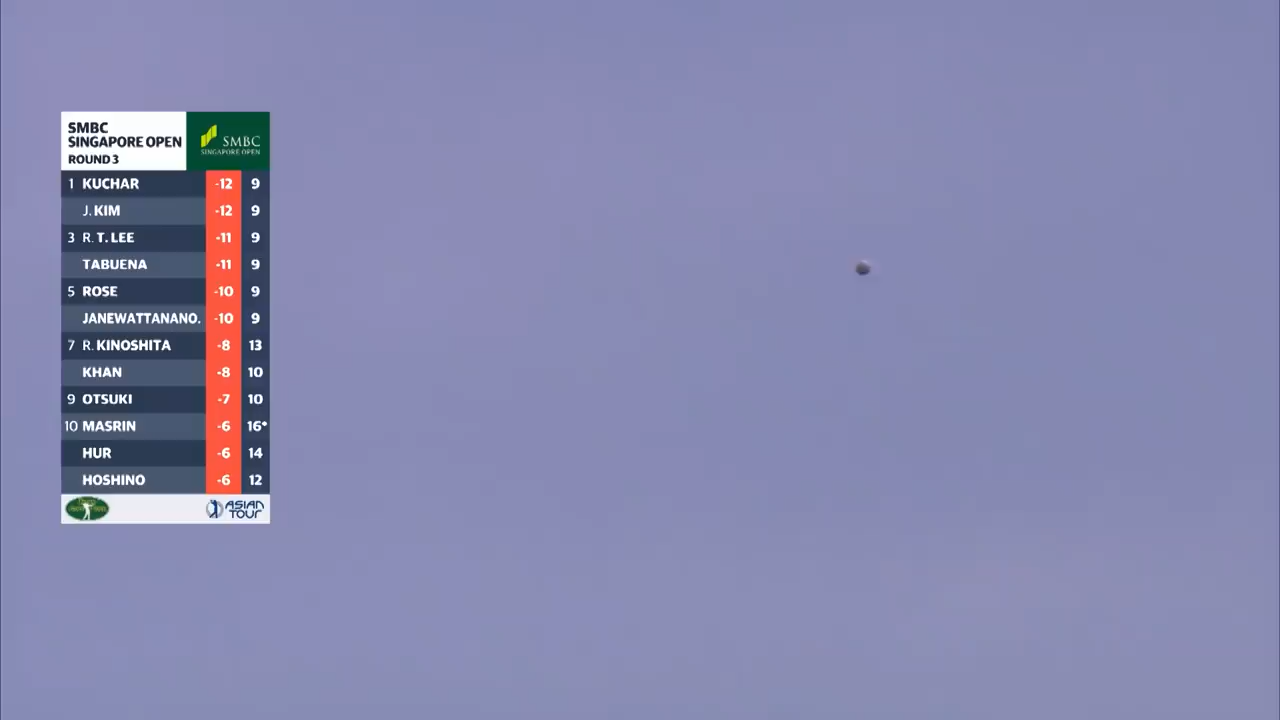 SMBC
SINGAPORE OPEN
ROUND 3
SMBC
SINGAPORE OPEN
1 KUCHAR -12 9
J. KIM -12 9
3 R. T. LEE -11 9
TABUENA -11 9
5 ROSE -10 9
JANEWATTANANO. -10 9
7 R. KINOSHITA -8 13
KHAN -8 10
9 OTSUKI -7 10
10 MASRIN -6 16*
HUR -6 14
HOSHINO -6 12
ASIAN
TOUR